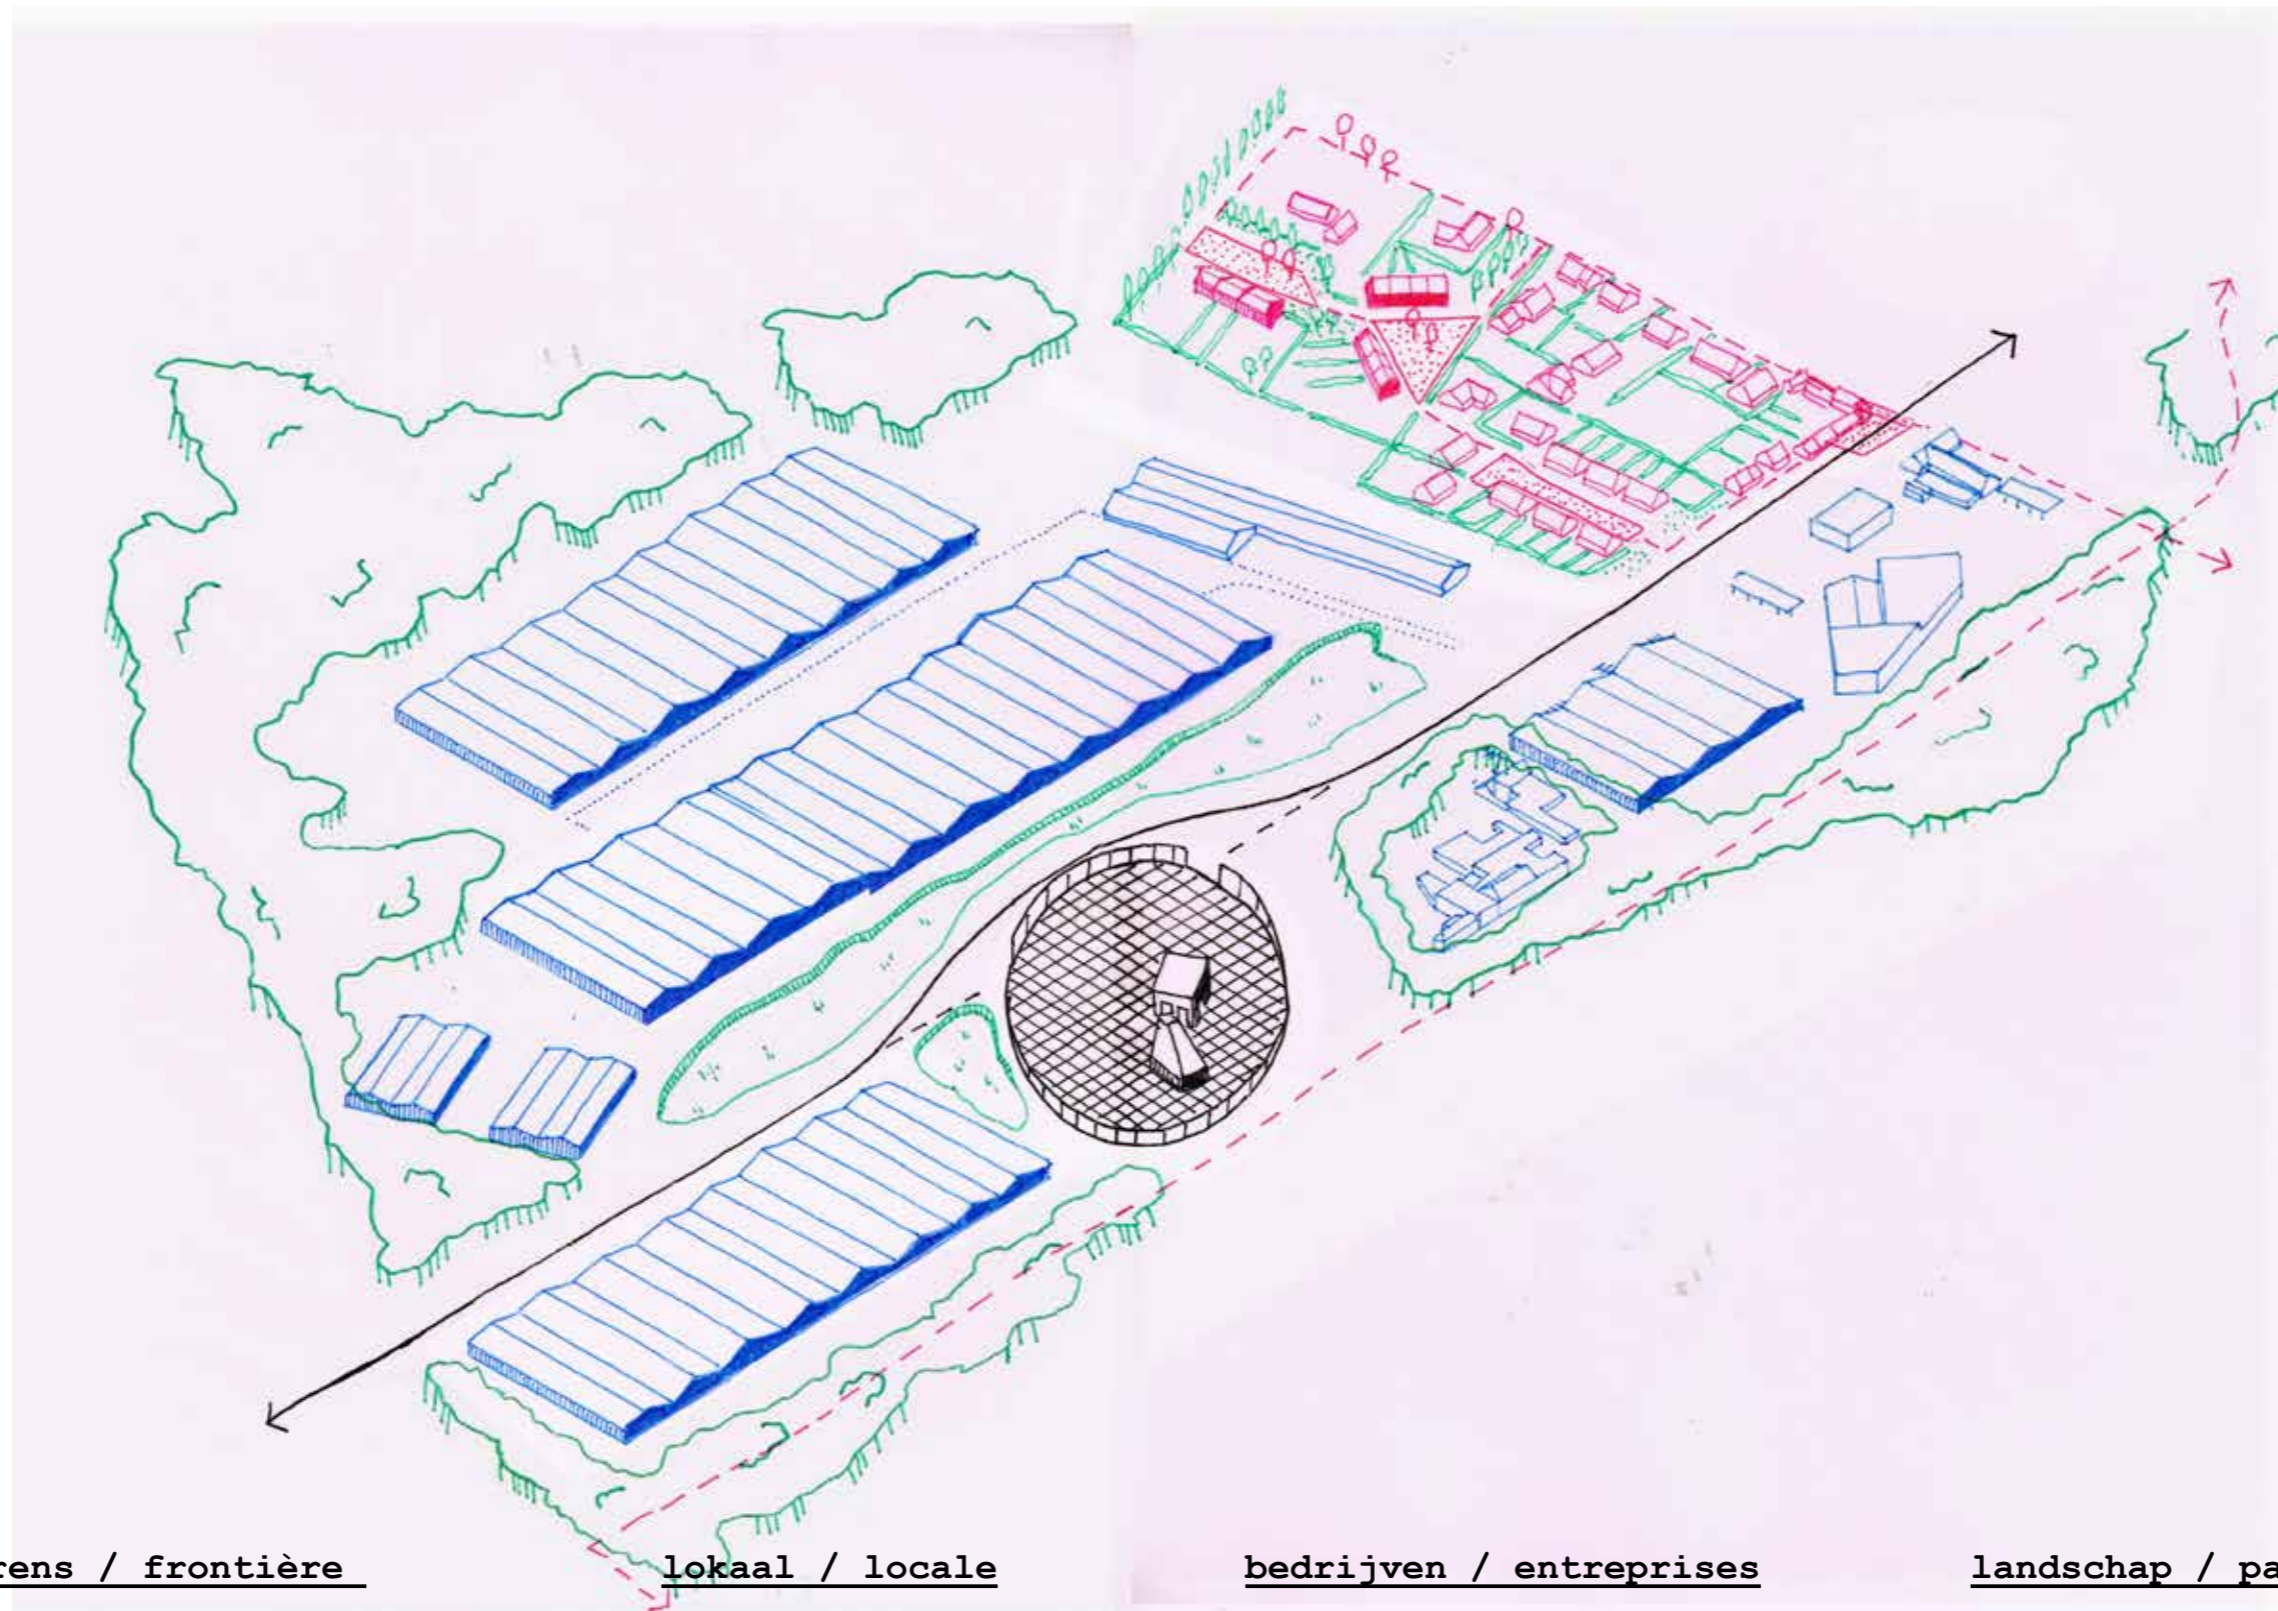 rens / frontière
lokaal / locale
bedrijven / entreprises
landschap / pa